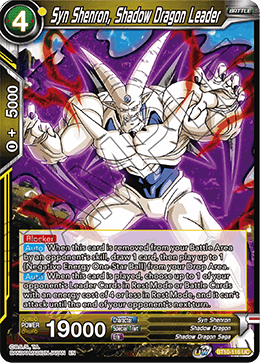 Syn Shenron, Shadow Dragon Leader
BATTLE
4
+ 5000
Blocker
Auto When this card is removed from your Battle Area
by an opponent's skill, draw 1 card, then play up to 1
{Negative Energy One-Star Ball} from your Drop Area.
Auto When this card is played, choose up to 1 of your
opponent's Leader Cards in Rest Mode or Battle Cards
with an energy cost of 4 or less in Rest Mode, and it can't
attack until the end of your opponent's next turn.
POWER
19000
Character
Syn Shenron
Special Trait
Shadow Dragon
Era
Shadow Dragon Saga
BT10-116 UC